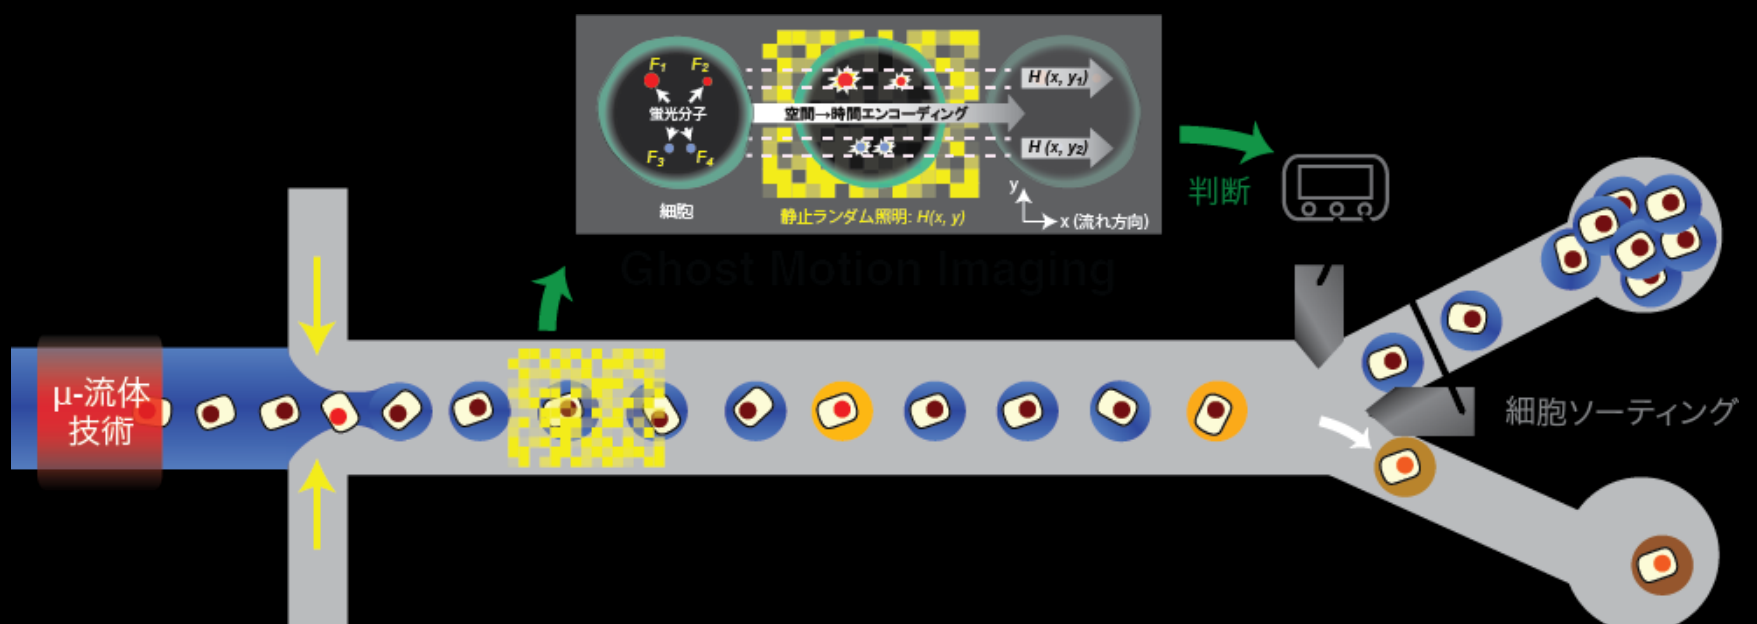 F1
F2
蛍光分子
F3
F4
細胞
空間→時間エンコーディング
静止ランダム照明: H(x, y)
H (x, y1)
H (x, y2)
y
x (流れ方向)
判断
Ghost Motion Imaging
μ-流体
技術
細胞ソーティング